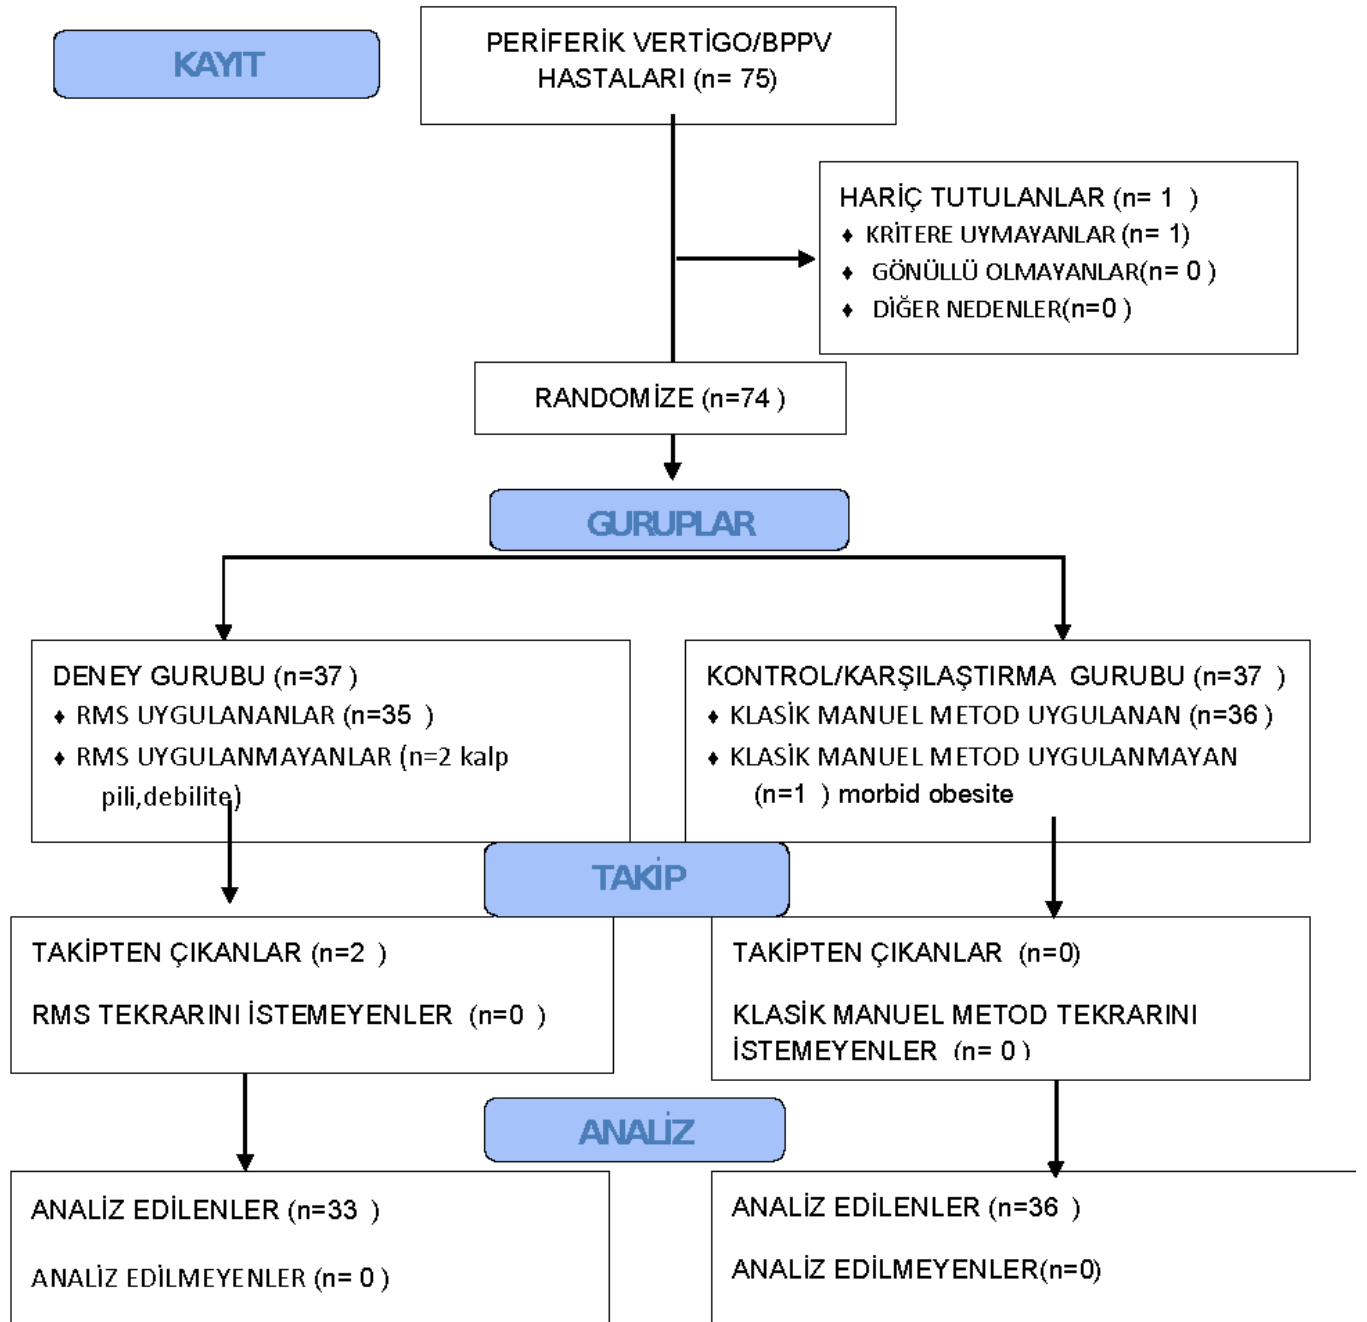 KAYIT
PERİFERİK VERTİGO/BPPV
HASTALARI (n= 75)
HARİÇ TUTULANLAR (n= 1 )
♦ KRİTERE UYMAYANLAR (n= 1)
♦ GÖNÜLLÜ OLMAYANLAR(n= 0 )
♦ DİĞER NEDENLER(n=0 )
RANDOMİZE (n=74 )
GURUPLAR
DENEY GURUBU (n=37 )
♦ RMS UYGULANANLAR (n=35 )
♦ RMS UYGULANMAYANLAR (n=2 kalp
pili,debilite)
KONTROL/KARŞILAŞTIRMA GURUBU (n=37 )
♦ KLASİK MANUEL METOD UYGULANAN (n=36 )
♦ KLASİK MANUEL METOD UYGULANMAYAN
(n=1 ) morbid obesite
TAKİP
TAKİPTEN ÇIKANLAR (n=2 )
RMS TEKRARINI İSTEMEYENLER (n=0 )
TAKİPTEN ÇIKANLAR (n=0)
KLASİK MANUEL METOD TEKRARINI
İSTEMEYENLER (n= 0 )
ANALİZ
ANALİZ EDİLENLER (n=33 )
ANALİZ EDİLMEYENLER (n= 0 )
ANALİZ EDİLENLER (n=36 )
ANALİZ EDİLMEYENLER(n=0)